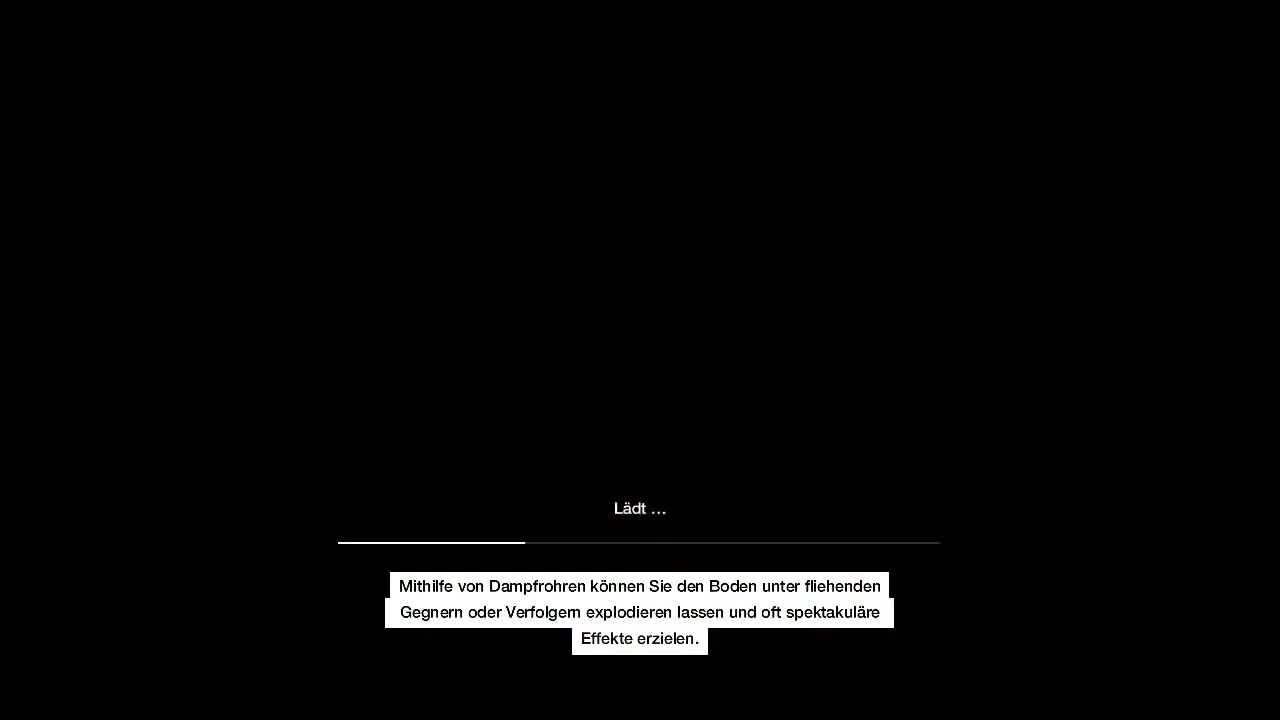 Lädt ...
Mithilfe von Dampfrohren können Sie den Boden unter fliehenden
Gegnern oder Verfolgern explodieren lassen und oft spektakuläre
Effekte erzielen.